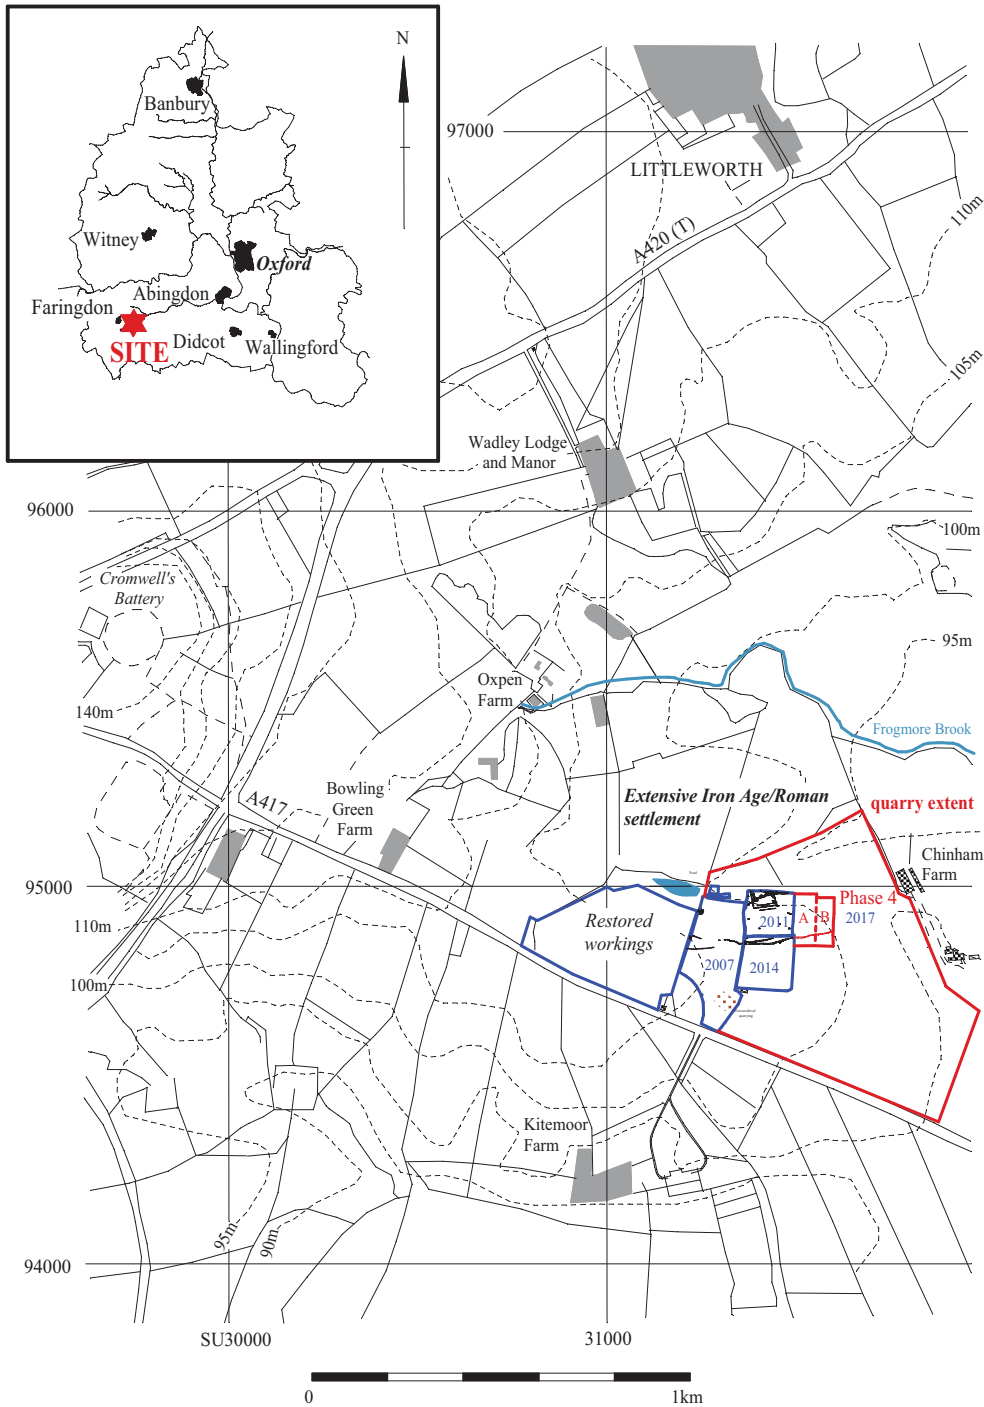 N
Banbury
Witney
Oxford
Abingdon
Faringdon
SITE
Didcot
Wallingford
97000
LITTLEWORTH
A420 (T)
110m
105m
Wadley Lodge
and Manor
96000
100m
Cromwell's
Battery
95m
Oxpen
Farm
140m
Frogmore Brook
A417
Bowling
Green
Farm
Extensive Iron Age/Roman
settlement
quarry extent
Chinham
Farm
95000
Pond
Phase 4
Restored
workings
2011
A
B
2017
110m
2007
2014
100m
quarrying
Kitemoor
Farm
95m
90m
94000
SU30000
31000
0
1km